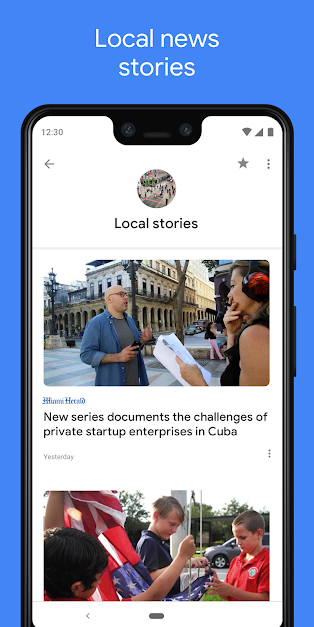 Local news
stories
12:30
Local stories
Miami Herald
New series documents the challenges of
private startup enterprises in Cuba
Yesterday